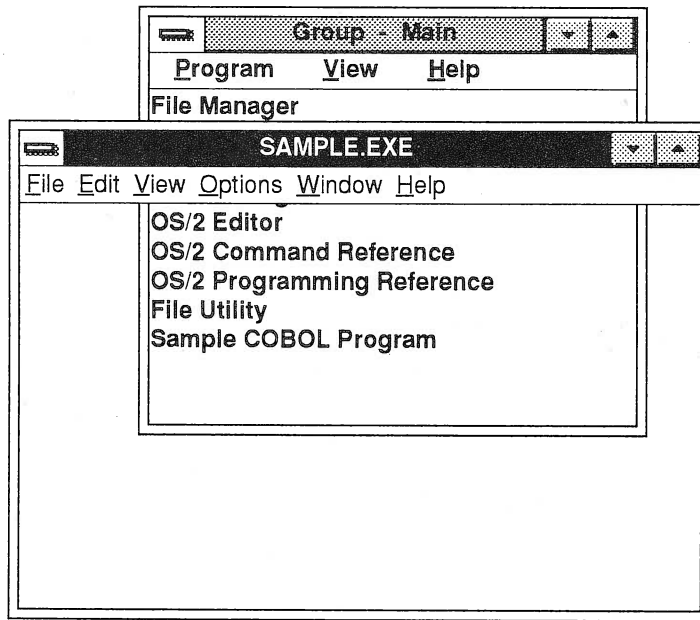 Group - Main
Program View Help
File Manager
SAMPLE.EXE
File Edit View Options Window Help
OS/2 Editor
OS/2 Command Reference
OS/2 Programming Reference
File Utility
Sample COBOL Program